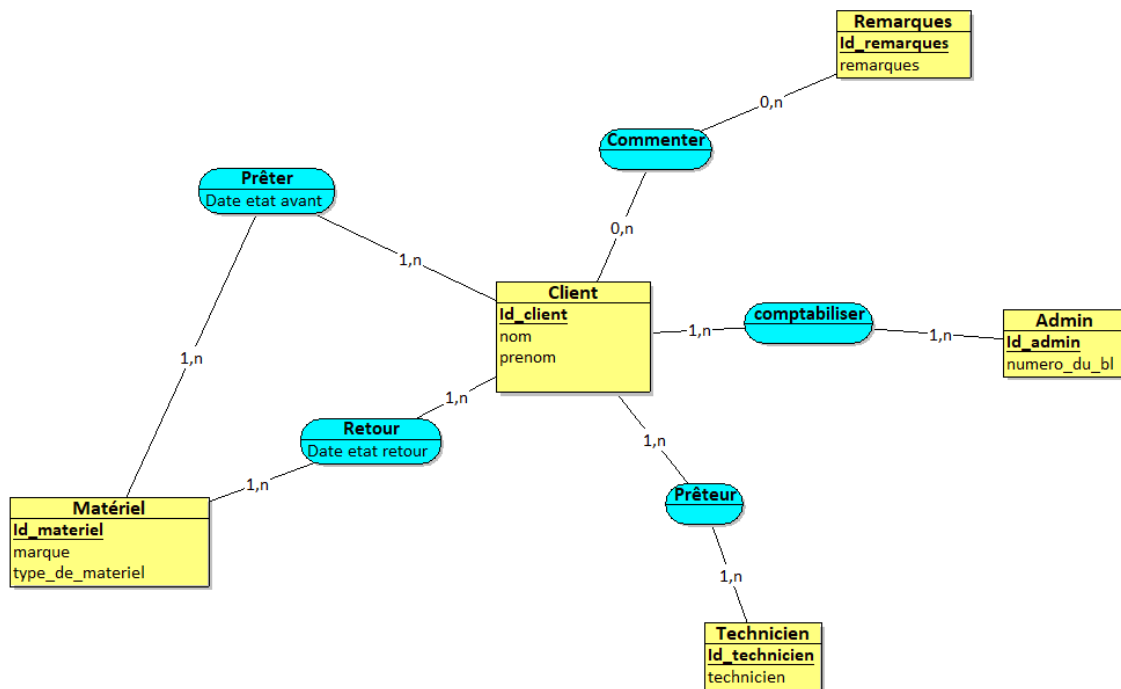 Remarques
Id_remarques
remarques
0,n
Commenter
0,n
Prêter
Date etat avant
1,n
1,n
Client
Id_client
nom
prenom
1,n
comptabiliser
1,n
Admin
Id_admin
numero_du_bl
1,n
Retour
Date etat retour
1,n
1,n
Prêteur
1,n
Matériel
Id_materiel
marque
type_de_materiel
Technicien
Id_technicien
technicien